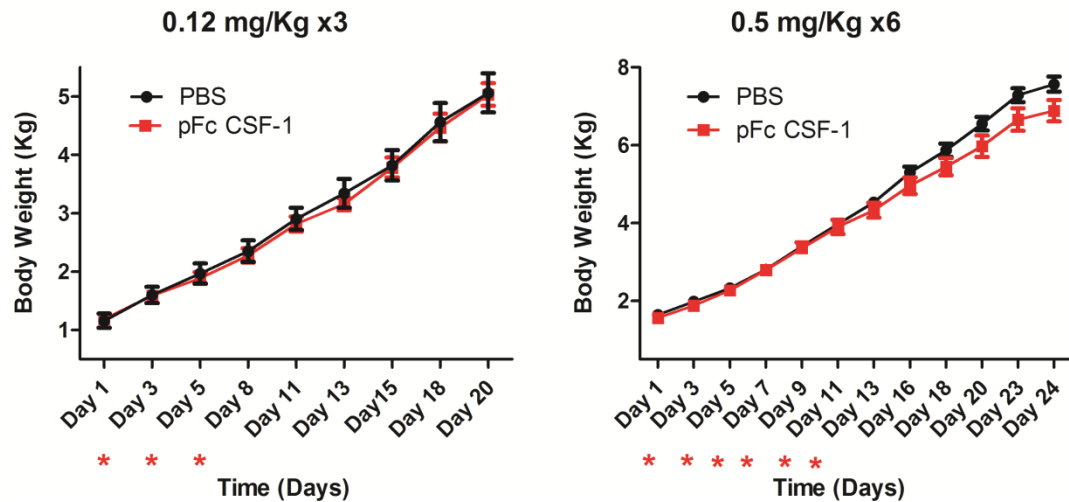 0.12 mg/Kg x3
Body Weight (Kg)
5
4
3
2
1
PBS
pFc CSF-1
Day 1
Day 3
Day 5
Day 8
Day 11
Day 13
Day15
Day 18
Day 20
* * *
Time (Days)
0.5 mg/Kg x6
Body Weight (Kg)
8
6
4
2
PBS
pFc CSF-1
Day 1
Day 3
Day 5
Day 7
Day 9
Day 11
Day 13
Day 16
Day 18
Day 20
Day 23
Day 24
* * * * * *
Time (Days)